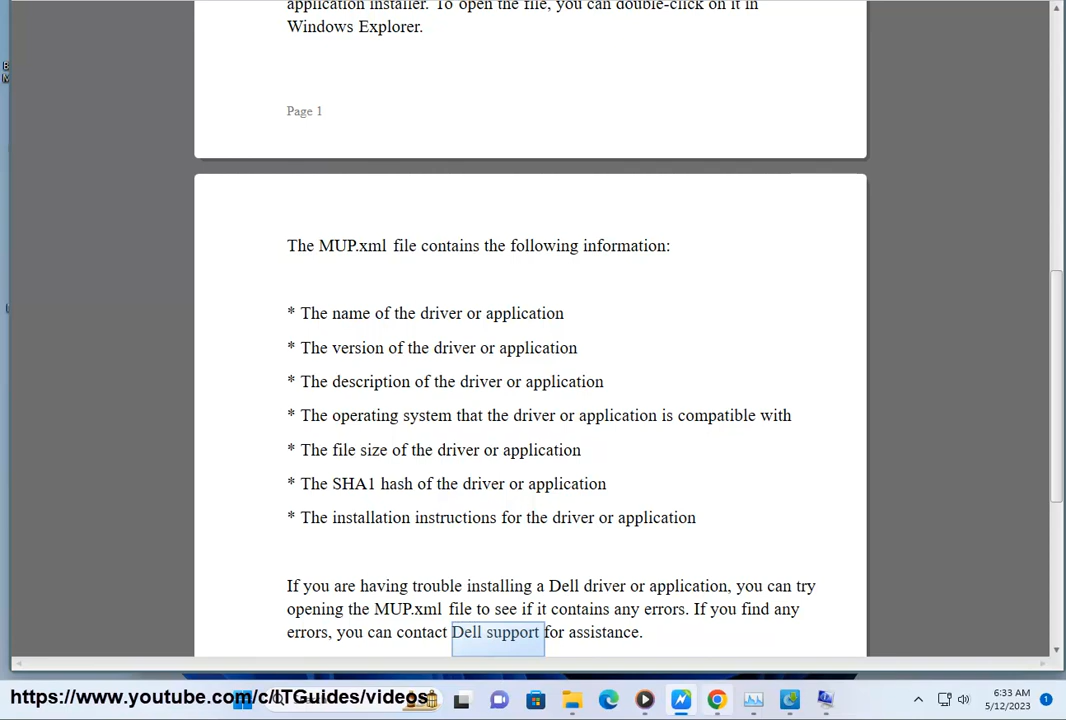 application installer. To open the file, you can double-click on it in
Windows Explorer.
Page 1
The MUP.xml file contains the following information:
* The name of the driver or application
* The version of the driver or application
* The description of the driver or application
* The operating system that the driver or application is compatible with
* The file size of the driver or application
* The SHA1 hash of the driver or application
* The installation instructions for the driver or application
If you are having trouble installing a Dell driver or application, you can try
opening the MUP.xml file to see if it contains any errors. If you find any
errors, you can contact Dell support for assistance.
https://www.youtube.com/c/ITGuides/videos
6:33 AM
5/12/2023
1